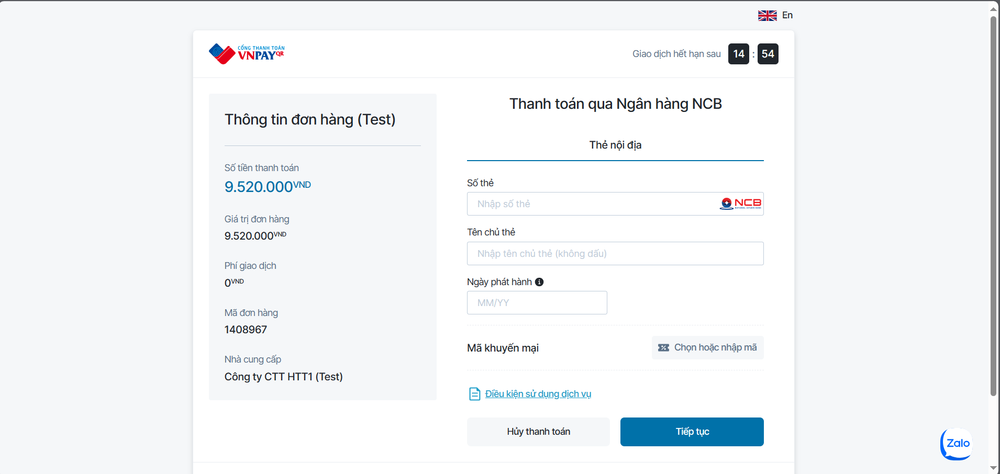 En
CỔNG THANH TOÁN
VNPAYQR
Giao dịch hết hạn sau 14 : 54
Thông tin đơn hàng (Test)
Số tiền thanh toán
9.520.000VND
Giá trị đơn hàng
9.520.000VND
Phí giao dịch
0VND
Mã đơn hàng
1408967
Nhà cung cấp
Công ty CTT HTT1 (Test)
Thanh toán qua Ngân hàng NCB
Thẻ nội địa
Số thẻ
Nhập số thẻ
NCB
NATIONAL CITIZEN BANK
Tên chủ thẻ
Nhập tên chủ thẻ (không dấu)
Ngày phát hành
MM/YY
Mã khuyến mại
Chọn hoặc nhập mã
Điều kiện sử dụng dịch vụ
Hủy thanh toán
Tiếp tục
Zalo